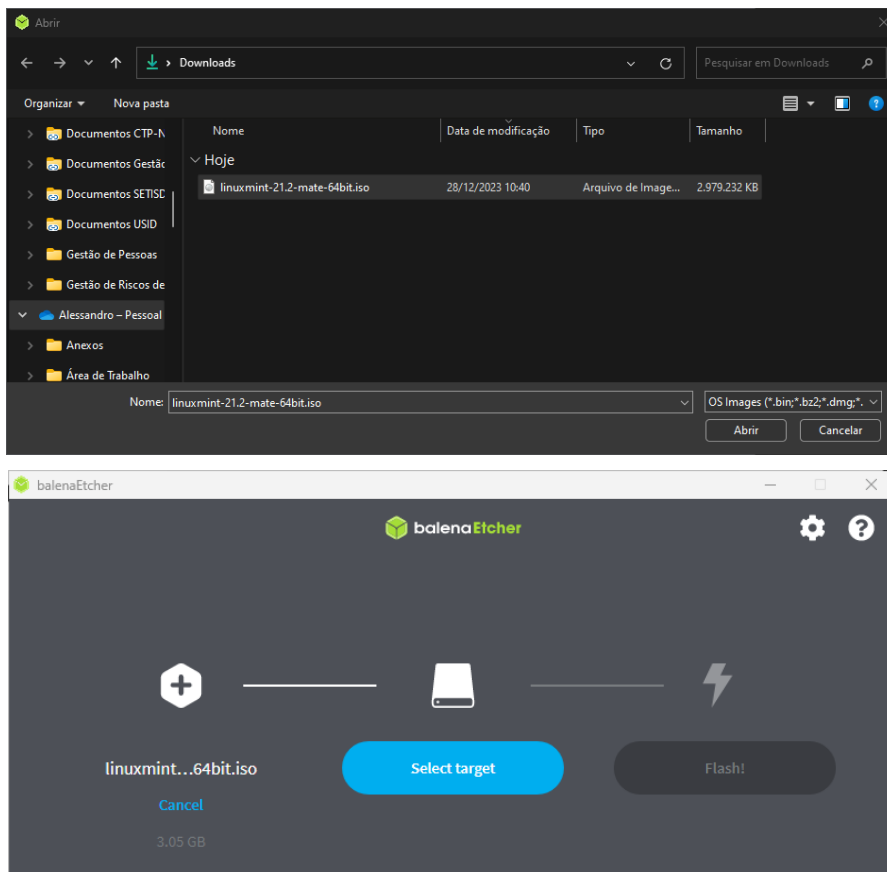 Abrir
Downloads
Pesquisar em Downloads
Organizar
Nova pasta
Nome
Data de modificação
Tipo
Tamanho
Documentos CTP-N
Documentos Gestão
Documentos SETISD
Documentos USID
Gestão de Pessoas
Gestão de Riscos de
Alessandro – Pessoal
Anexos
Área de Trabalho
Hoje
linuxmint-21.2-mate-64bit.iso
28/12/2023 10:40
Arquivo de Image...
2.979.232 KB
Nome:
linuxmint-21.2-mate-64bit.iso
OS Images (*.bin;*.bz2;*.dmg;*.
Abrir
Cancelar
balenaEtcher
balenaEtcher
linuxmint...64bit.iso
Select target
Flash!
Cancel
3.05 GB